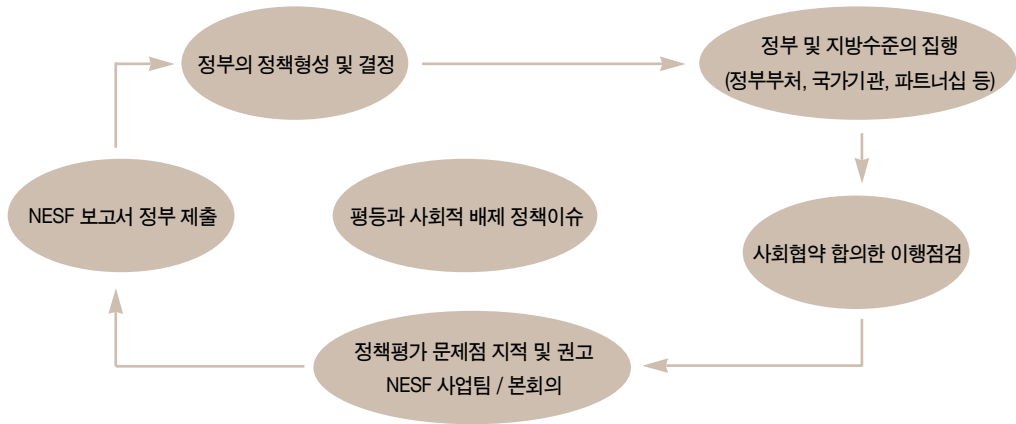 정부의 정책형성 및 결정
정부 및 지방수준의 집행
(정부부처, 국가기관, 파트너십 등)
NESF 보고서 정부 제출
평등과 사회적 배제 정책이슈
사회협약 합의한 이행점검
정책평가 문제점 지적 및 권고
NESF 사업팀 / 본회의